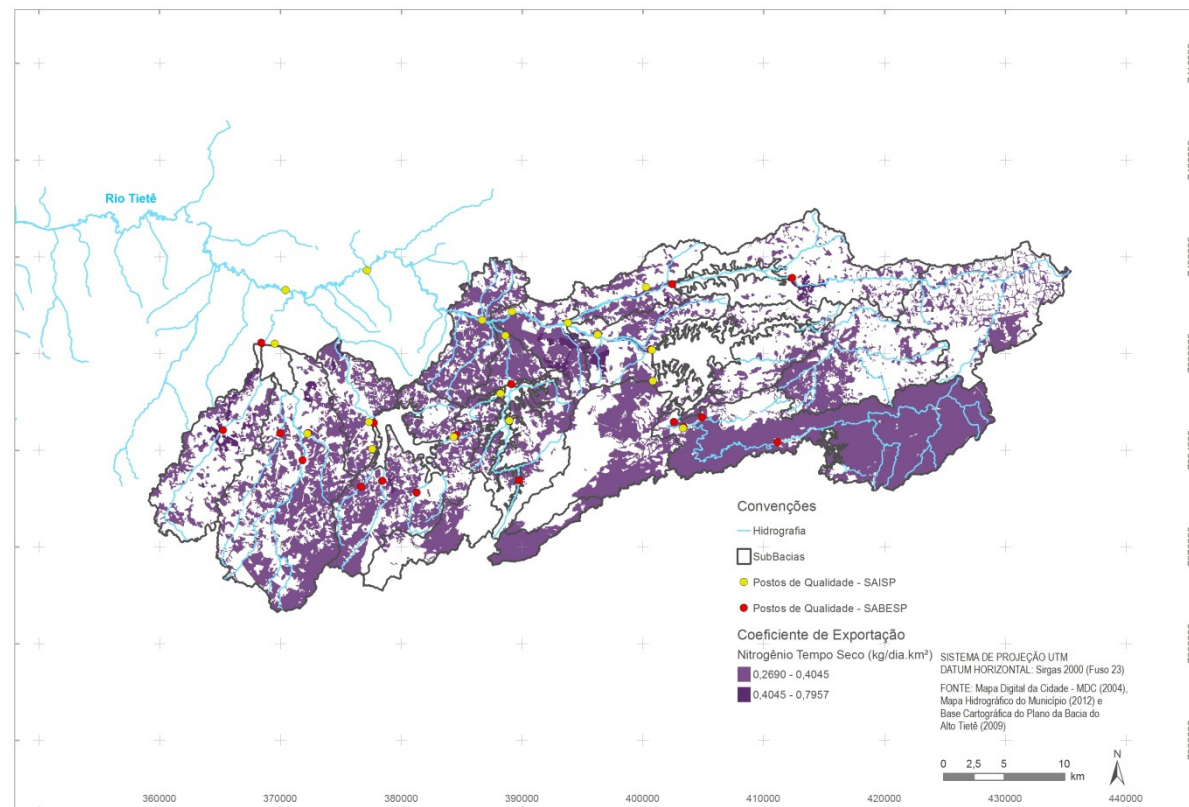 Rio Tietê
Convenções
Hidrografia
SubBacias
Postos de Qualidade - SAISP
Postos de Qualidade - SABESP
Coeficiente de Exportação
Nitrogênio Tempo Seco (kg/dia.km²)
0,2690 - 0,4045
0,4045 - 0,7957
SISTEMA DE PROJEÇÃO UTM
DATUM HORIZONTAL: Sirgas 2000 (Fuso 23)
FONTE: Mapa Digital da Cidade - MDC (2004),
Mapa Hidrográfico do Município (2012) e
Base Cartográfica do Plano da Bacia do
Alto Tietê (2009)
N
0 2,5 5 10
km
360000 370000 380000 390000 400000 410000 420000 430000 440000